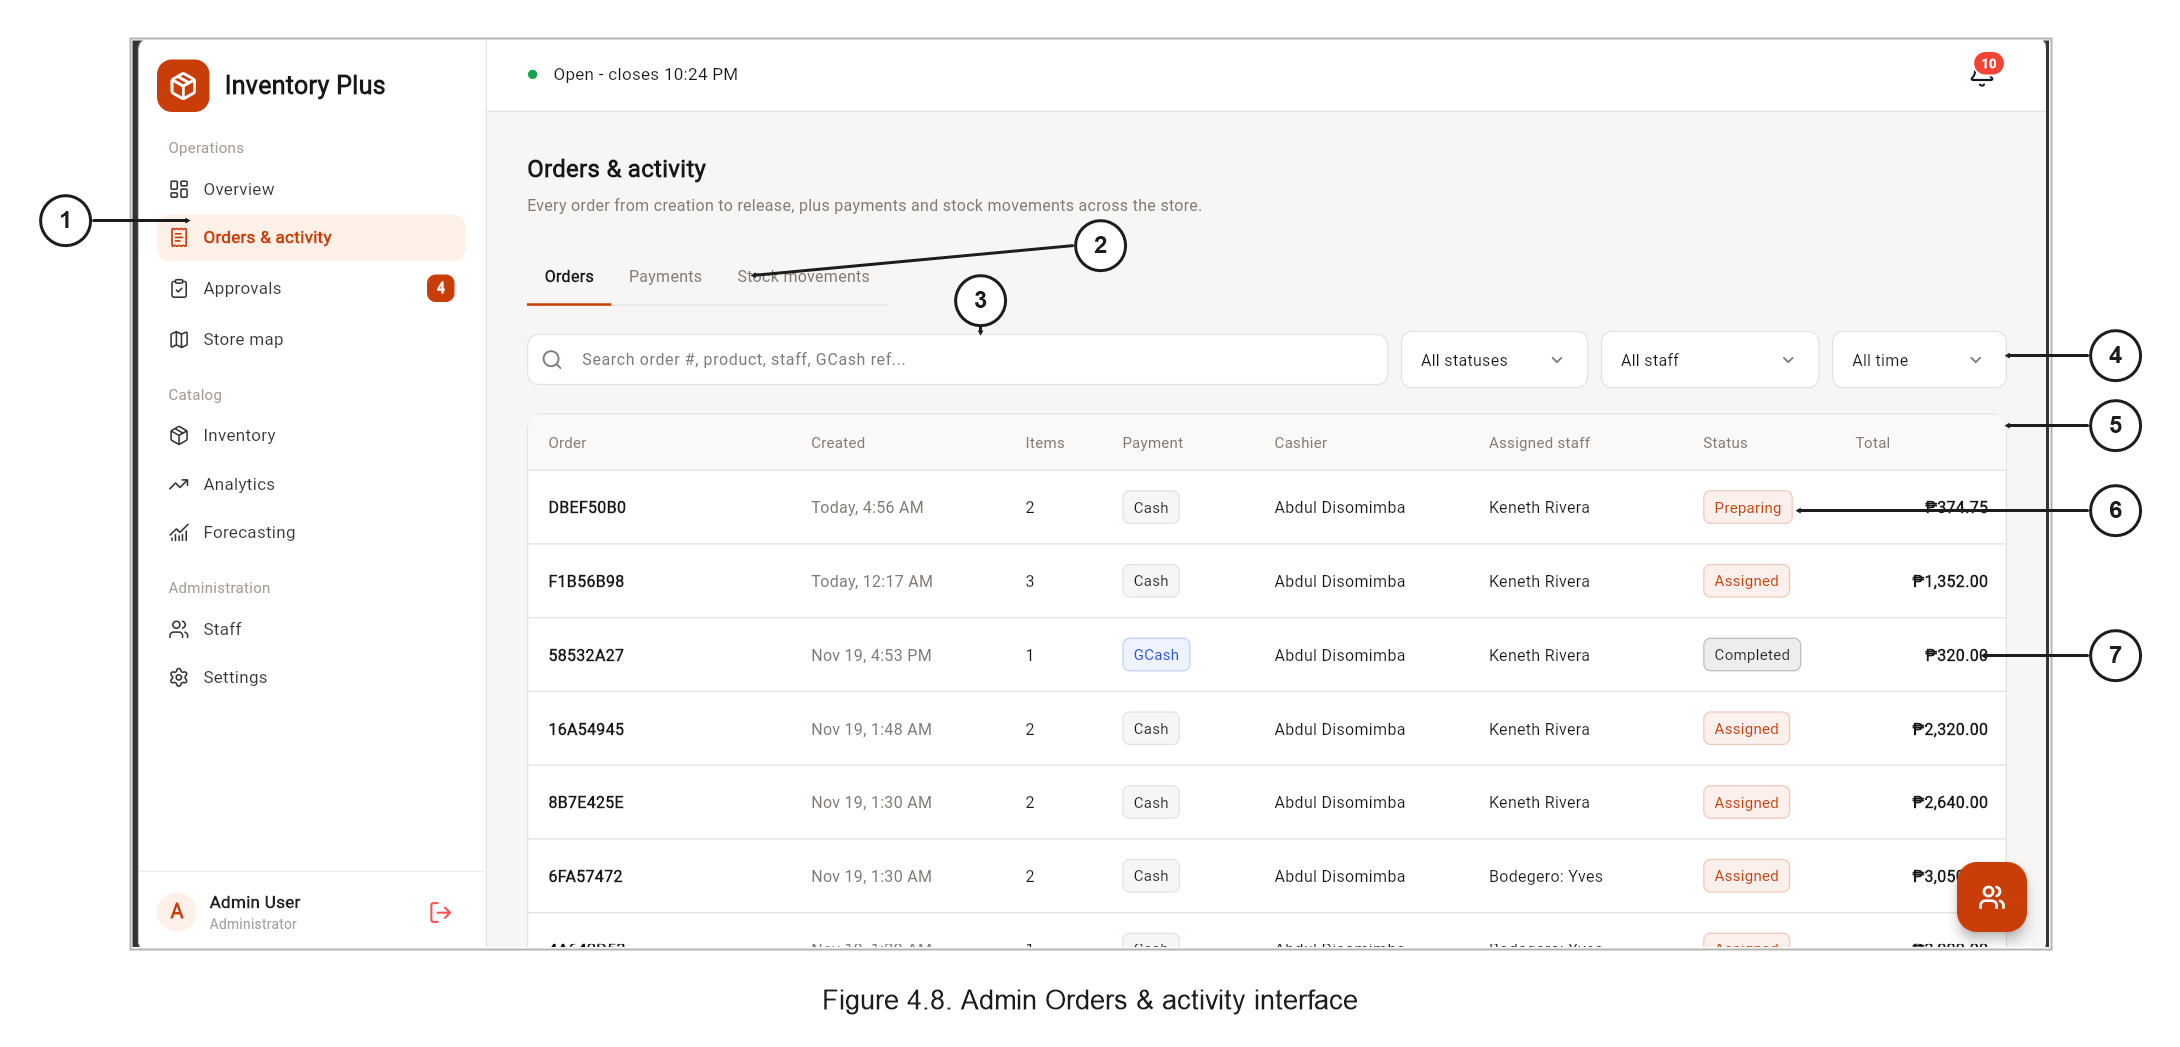 Inventory Plus
Open - closes 10:24 PM
10
Operations
Overview
Orders & activity
Approvals 4
Store map
Catalog
Inventory
Analytics
Forecasting
Administration
Staff
Settings
A
Admin User
Administrator
Orders & activity
Every order from creation to release, plus payments and stock movements across the store.
Orders Payments Stock movements
Search order #, product, staff, GCash ref... All statuses All staff All time
Order Created Items Payment Cashier Assigned staff Status Total
DBEF50B0 Today, 4:56 AM 2 Cash Abdul Disomimba Keneth Rivera Preparing ₱374.75
F1B56B98 Today, 12:17 AM 3 Cash Abdul Disomimba Keneth Rivera Assigned ₱1,352.00
58532A27 Nov 19, 4:53 PM 1 GCash Abdul Disomimba Keneth Rivera Completed ₱320.00
16A54945 Nov 19, 1:48 AM 2 Cash Abdul Disomimba Keneth Rivera Assigned ₱2,320.00
8B7E425E Nov 19, 1:30 AM 2 Cash Abdul Disomimba Keneth Rivera Assigned ₱2,640.00
6FA57472 Nov 19, 1:30 AM 2 Cash Abdul Disomimba Bodegero: Yves Assigned
Cash Abdul Disomimba Bodegero: Yves Assigned
1
2
3
4
5
6
7
Figure 4.8. Admin Orders & activity interface